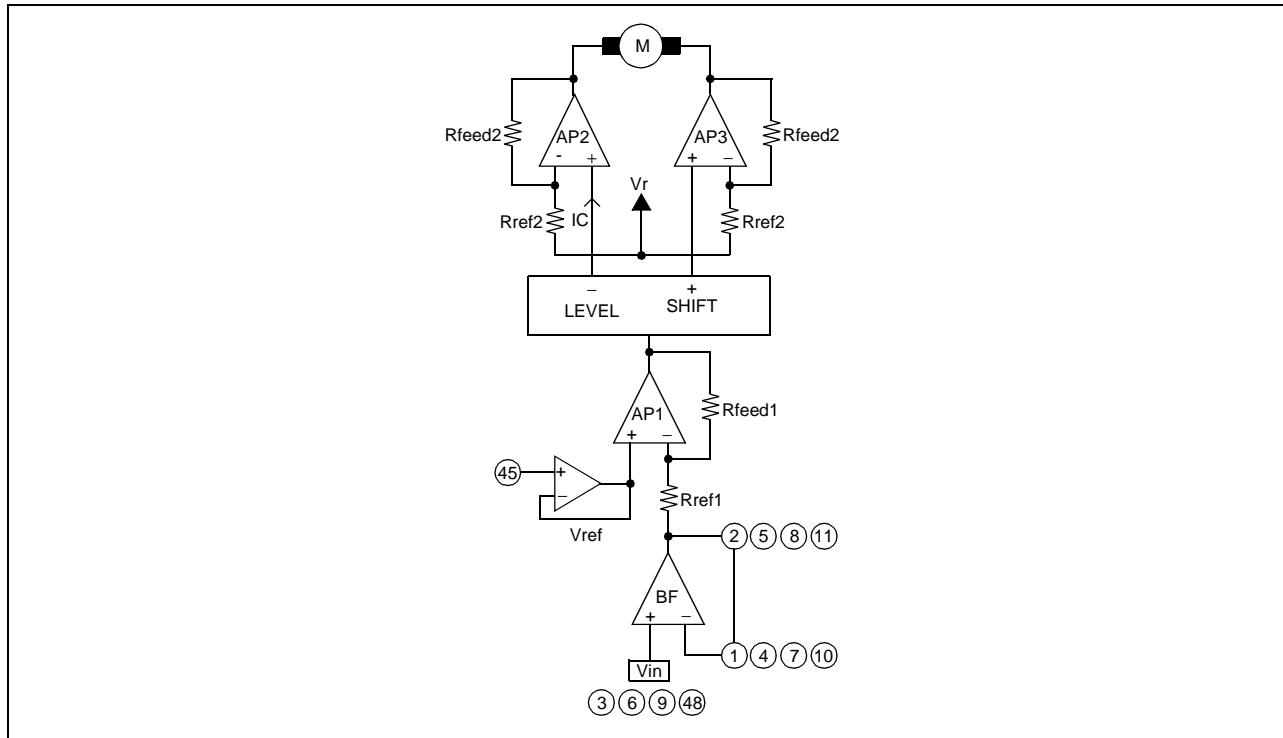 M
Rfeed2 AP2 AP3 Rfeed2
- + + −
Vr
Rref2 IC Rref2
− +
LEVEL SHIFT
AP1 Rfeed1
+ −
45 +
−
Rref1
Vref
2 5 8 11
BF
+ −
Vin 1 4 7 10
3 6 9 48